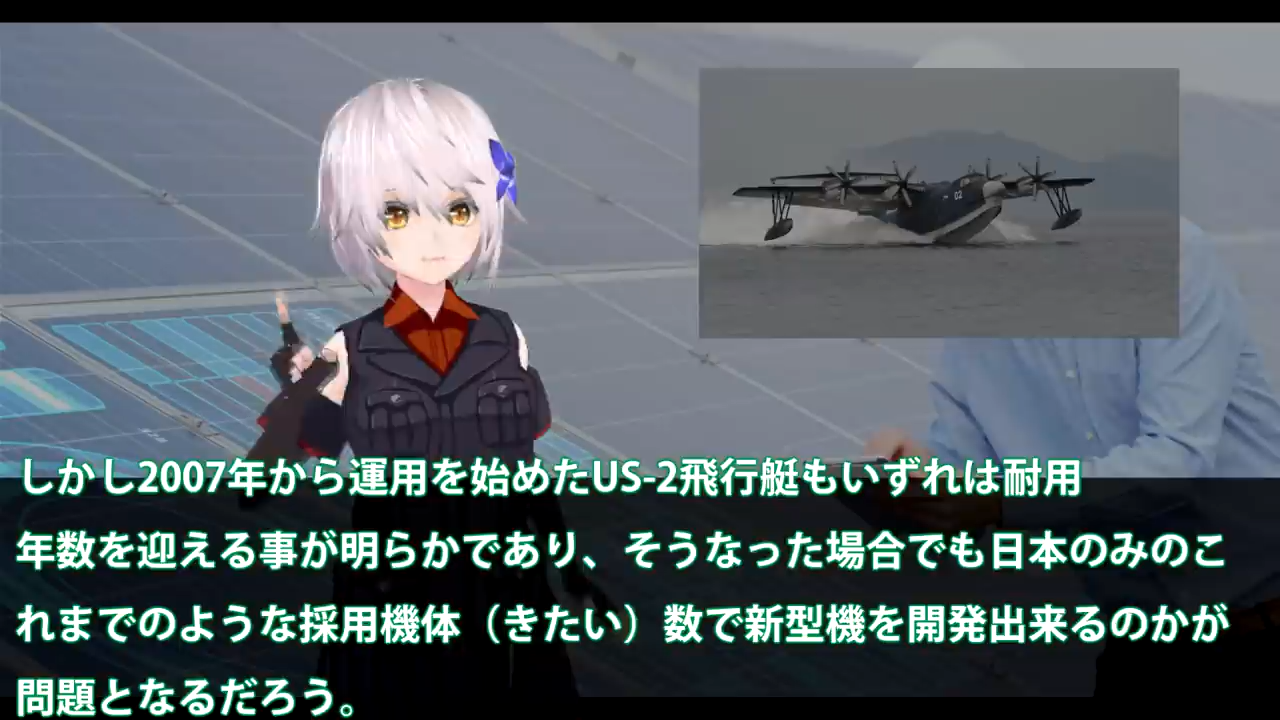 02
しかし2007年から運用を始めたUS-2飛行艇もいずれは耐用
年数を迎える事が明らかであり、そうなった場合でも日本のみのこ
れまでのような採用機体（きたい）数で新型機を開発出来るのかが
問題となるだろう。